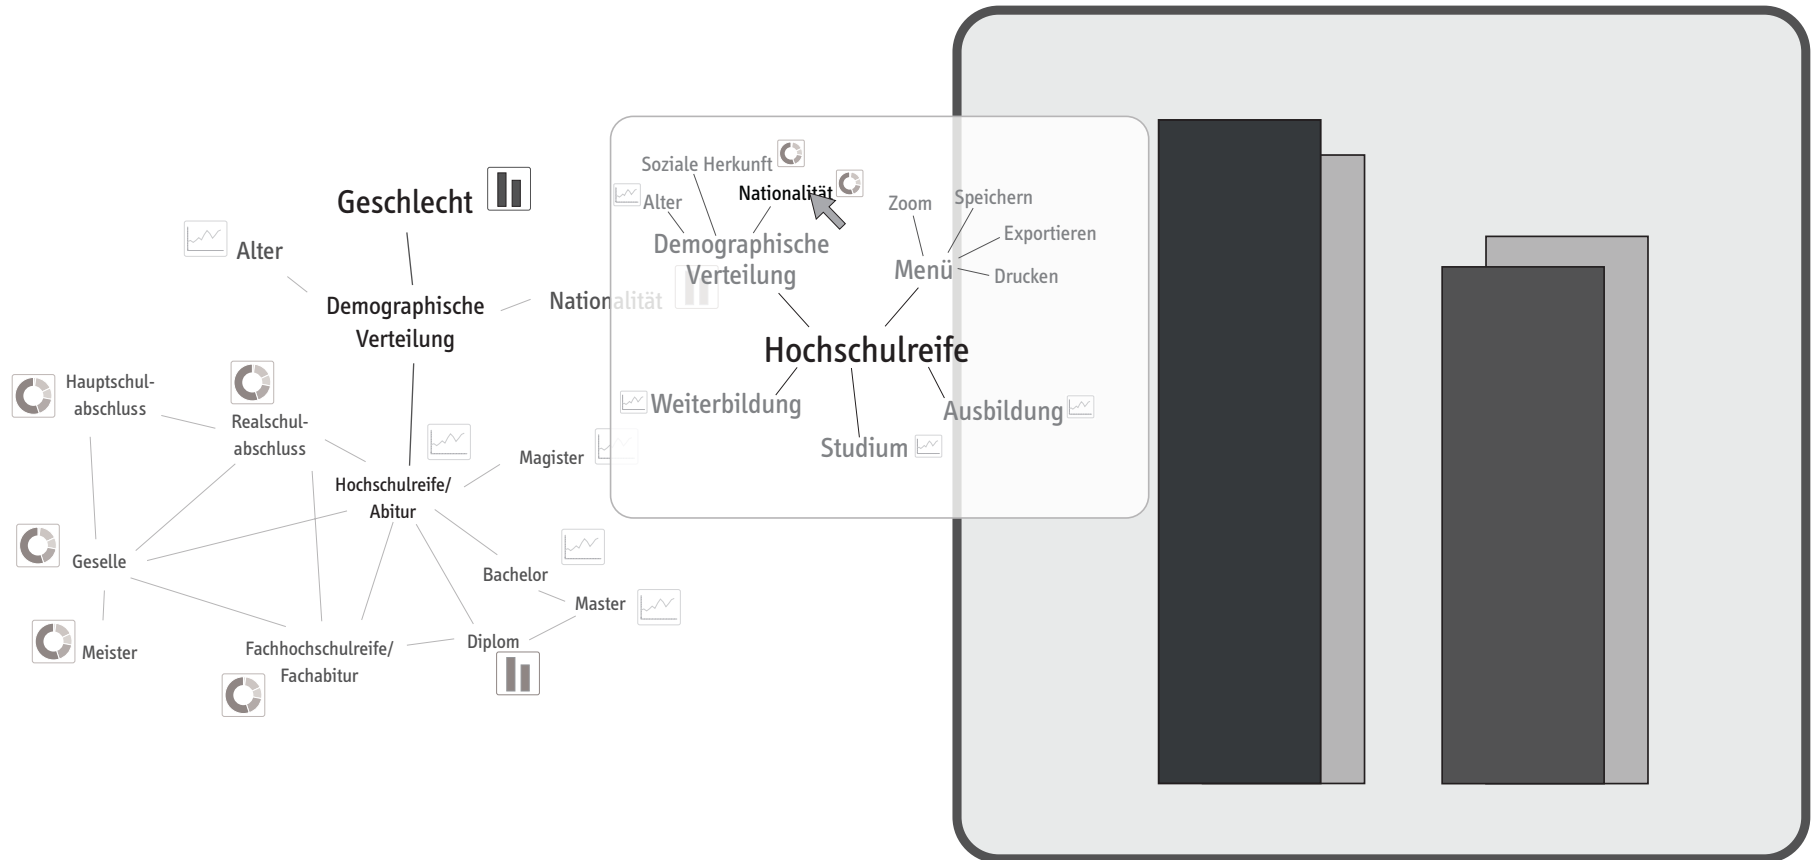 Geschlecht
Alter
Demographische
Verteilung
Nationalität
Hauptschul-
abschluss
Realschul-
abschluss
Hochschulreife/
Abitur
Magister
Geselle
Bachelor
Master
Meister
Fachhochschulreife/
Fachabitur
Diplom
Soziale Herkunft
Nationalität
Alter
Demographische
Verteilung
Zoom
Speichern
Exportieren
Menü
Drucken
Hochschulreife
Weiterbildung
Ausbildung
Studium